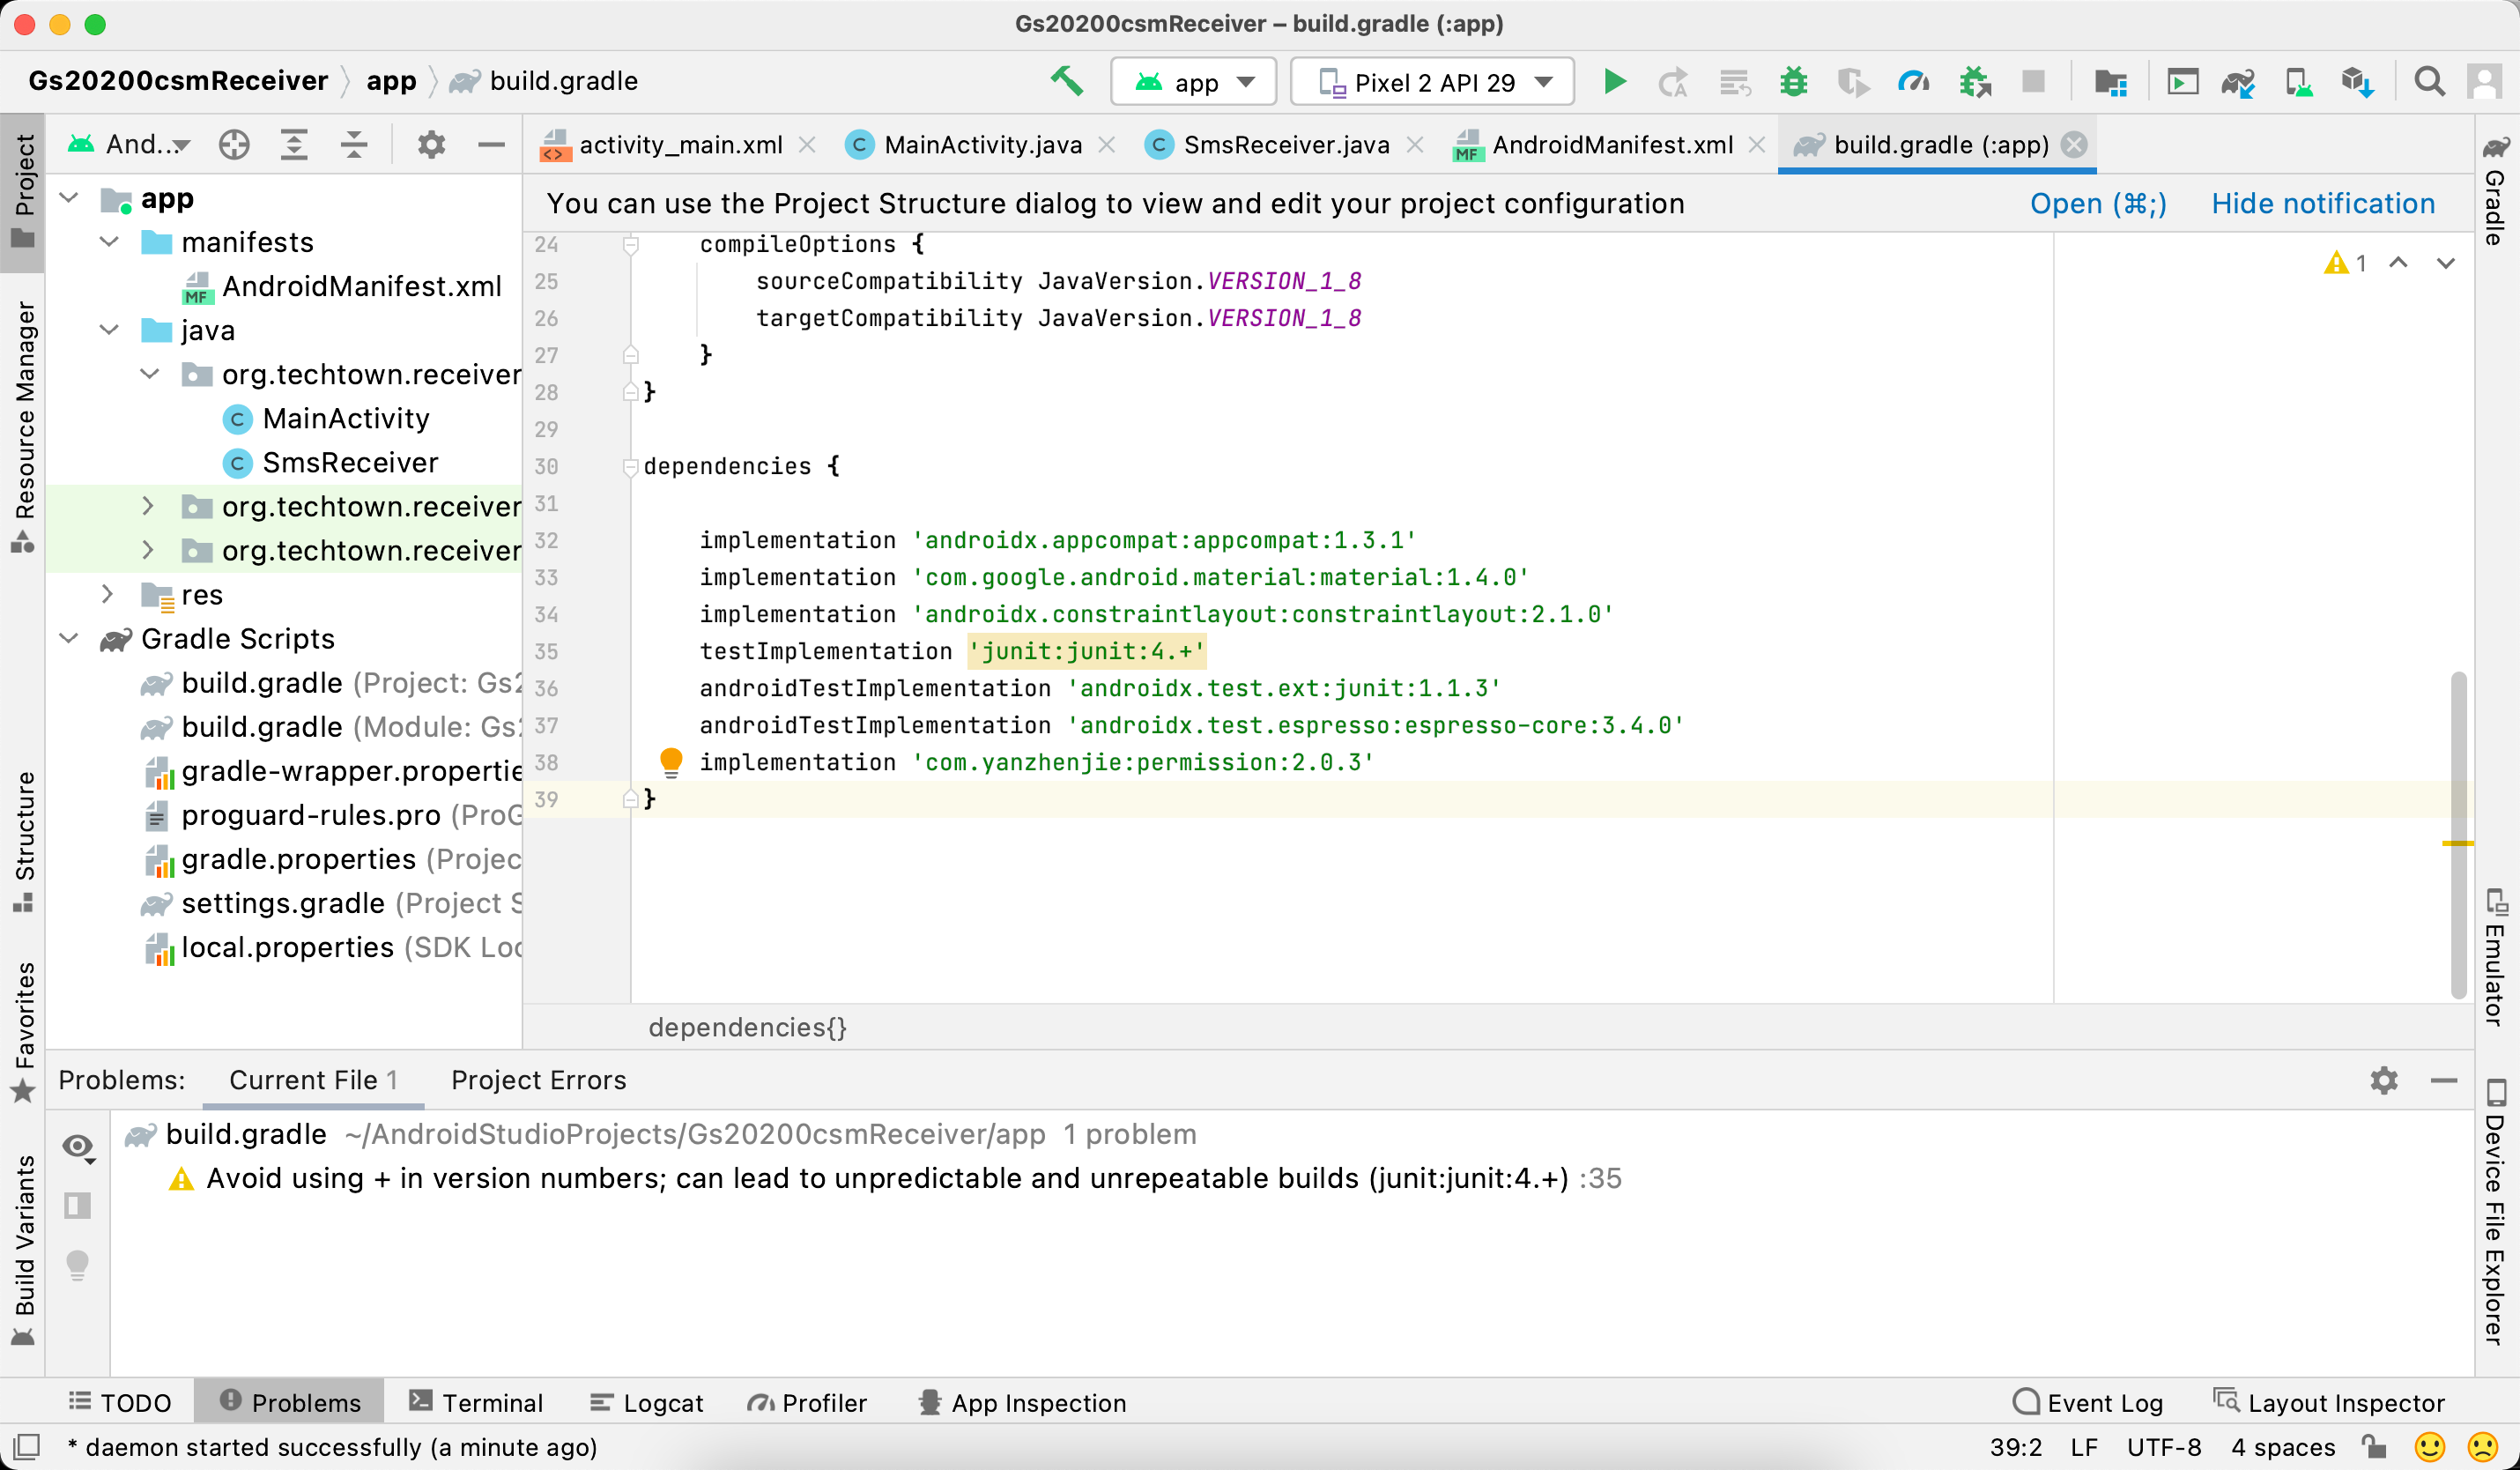 Gs20200csmReceiver – build.gradle (:app)
Gs20200csmReceiver app build.gradle
app Pixel 2 API 29
And... activity_main.xml MainActivity.java SmsReceiver.java AndroidManifest.xml build.gradle (:app)
You can use the Project Structure dialog to view and edit your project configuration Open (⌘;) Hide notification
Project
Resource Manager
Structure
Favorites
Build Variants
app
manifests
AndroidManifest.xml
java
org.techtown.receiver
MainActivity
SmsReceiver
org.techtown.receiver
org.techtown.receiver
res
Gradle Scripts
build.gradle (Project: Gs2
build.gradle (Module: Gs
gradle-wrapper.propertie
proguard-rules.pro (ProG
gradle.properties (Projec
settings.gradle (Project S
local.properties (SDK Loc
1
24 compileOptions {
25 sourceCompatibility JavaVersion.VERSION_1_8
26 targetCompatibility JavaVersion.VERSION_1_8
27 }
28 }
29
30 dependencies {
31
32 implementation 'androidx.appcompat:appcompat:1.3.1'
33 implementation 'com.google.android.material:material:1.4.0'
34 implementation 'androidx.constraintlayout:constraintlayout:2.1.0'
35 testImplementation 'junit:junit:4.+'
36 androidTestImplementation 'androidx.test.ext:junit:1.1.3'
37 androidTestImplementation 'androidx.test.espresso:espresso-core:3.4.0'
38 implementation 'com.yanzhenjie:permission:2.0.3'
39 }
dependencies{}
Gradle
Emulator
Device File Explorer
Problems: Current File 1 Project Errors
build.gradle ~/AndroidStudioProjects/Gs20200csmReceiver/app 1 problem
Avoid using + in version numbers; can lead to unpredictable and unrepeatable builds (junit:junit:4.+) :35
TODO Problems Terminal Logcat Profiler App Inspection Event Log Layout Inspector
* daemon started successfully (a minute ago) 39:2 LF UTF-8 4 spaces